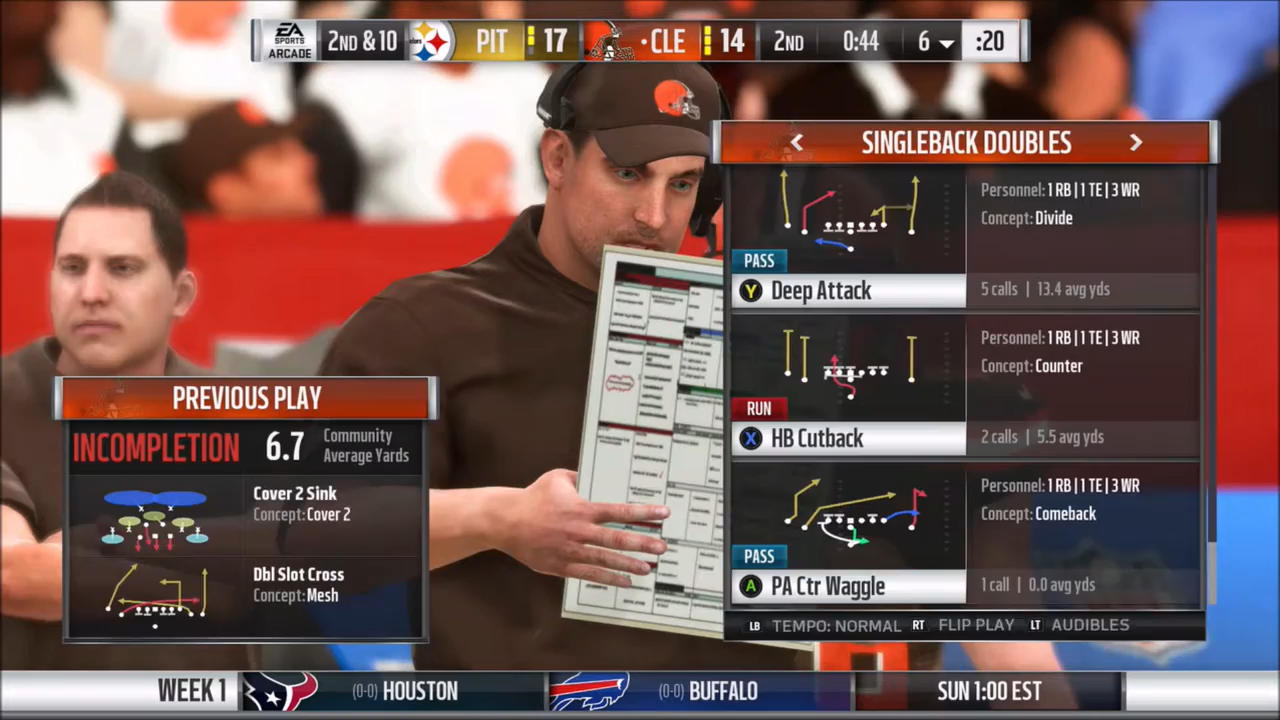 EA
SPORTS
ARCADE
2ND & 10
PIT 17
CLE 14
2ND 0:44 6 :20
SINGLEBACK DOUBLES
Personnel: 1 RB | 1 TE | 3 WR
Concept: Divide
PASS
Y Deep Attack
5 calls | 13.4 avg yds
Personnel: 1 RB | 1 TE | 3 WR
Concept: Counter
RUN
X HB Cutback
2 calls | 5.5 avg yds
Personnel: 1 RB | 1 TE | 3 WR
Concept: Comeback
PASS
A PA Ctr Waggle
1 call | 0.0 avg yds
LB TEMPO: NORMAL RT FLIP PLAY LT AUDIBLES
PREVIOUS PLAY
INCOMPLETION 6.7 Community
Average Yards
Cover 2 Sink
Concept: Cover 2
Dbl Slot Cross
Concept: Mesh
WEEK 1 (0-0) HOUSTON (0-0) BUFFALO SUN 1:00 EST